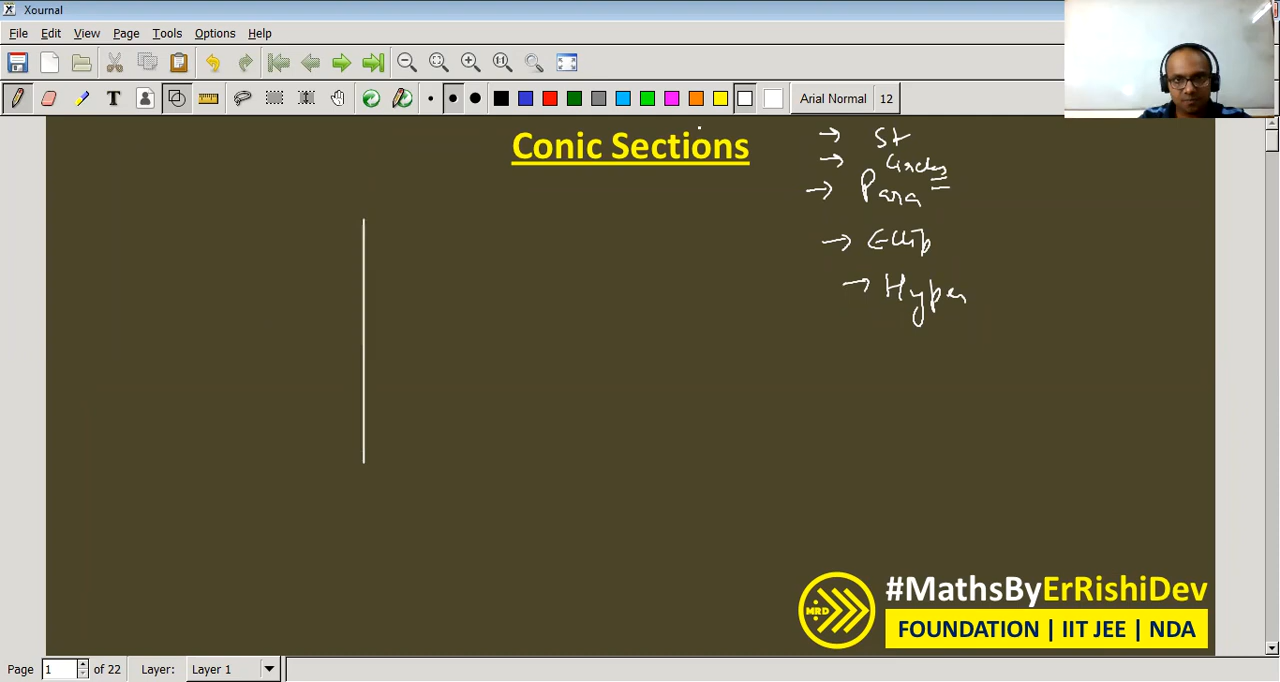 Xournal
File Edit View Page Tools Options Help
T Arial Normal 12
Conic Sections
→ St
→ Circles
→ Para
→ Ellip
→ Hyper
MRD
#MathsByErRishiDev
FOUNDATION | IIT JEE | NDA
Page 1 of 22 Layer: Layer 1